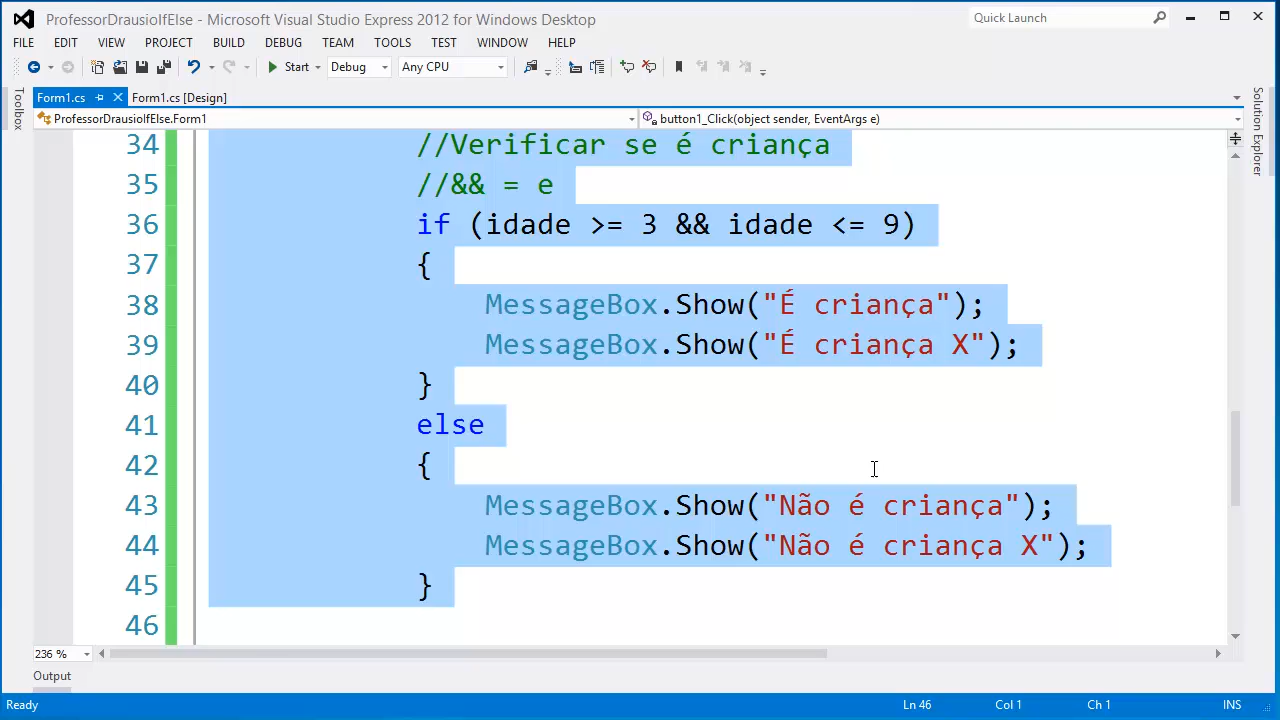 ProfessorDrausioIfElse - Microsoft Visual Studio Express 2012 for Windows Desktop
Quick Launch
FILE EDIT VIEW PROJECT BUILD DEBUG TEAM TOOLS TEST WINDOW HELP
Start Debug Any CPU
Toolbox
Form1.cs Form1.cs [Design]
Solution Explorer
ProfessorDrausioIfElse.Form1 button1_Click(object sender, EventArgs e)
34 //Verificar se é criança
35 //&& = e
36 if (idade >= 3 && idade <= 9)
37 {
38 MessageBox.Show("É criança");
39 MessageBox.Show("É criança X");
40 }
41 else
42 {
43 MessageBox.Show("Não é criança");
44 MessageBox.Show("Não é criança X");
45 }
46
236 %
Output
Ready Ln 46 Col 1 Ch 1 INS